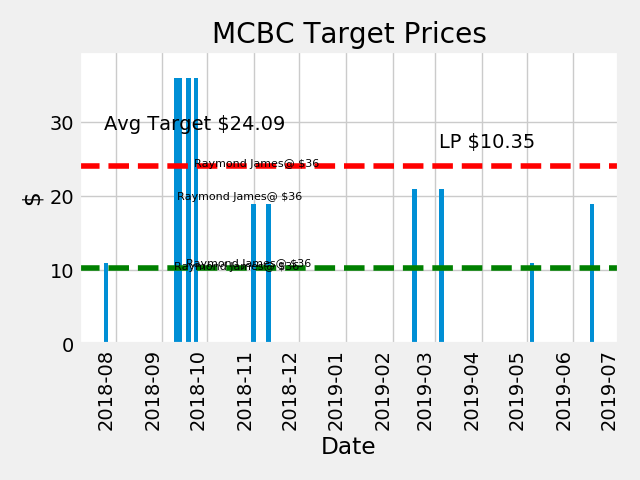 MCBC Target Prices
Avg Target $24.09
LP $10.35
Raymond James@ $36
Raymond James@ $36
Raymond James@ $36
Raymond James@ $36
$
30
20
10
0
2018-08
2018-09
2018-10
2018-11
2018-12
2019-01
2019-02
2019-03
2019-04
2019-05
2019-06
2019-07
Date